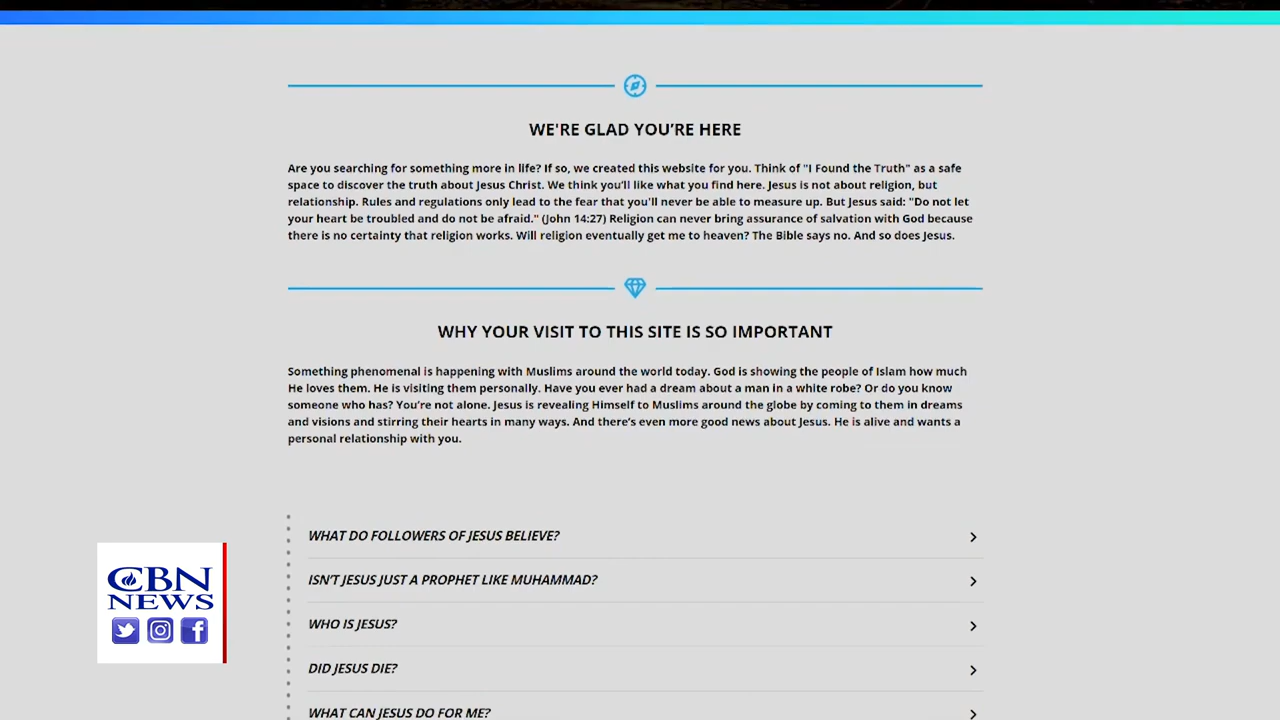 WE'RE GLAD YOU’RE HERE
Are you searching for something more in life? If so, we created this website for you. Think of "I Found the Truth" as a safe
space to discover the truth about Jesus Christ. We think you’ll like what you find here. Jesus is not about religion, but
relationship. Rules and regulations only lead to the fear that you'll never be able to measure up. But Jesus said: "Do not let
your heart be troubled and do not be afraid." (John 14:27) Religion can never bring assurance of salvation with God because
there is no certainty that religion works. Will religion eventually get me to heaven? The Bible says no. And so does Jesus.
WHY YOUR VISIT TO THIS SITE IS SO IMPORTANT
Something phenomenal is happening with Muslims around the world today. God is showing the people of Islam how much
He loves them. He is visiting them personally. Have you ever had a dream about a man in a white robe? Or do you know
someone who has? You’re not alone. Jesus is revealing Himself to Muslims around the globe by coming to them in dreams
and visions and stirring their hearts in many ways. And there’s even more good news about Jesus. He is alive and wants a
personal relationship with you.
WHAT DO FOLLOWERS OF JESUS BELIEVE?
ISN’T JESUS JUST A PROPHET LIKE MUHAMMAD?
WHO IS JESUS?
DID JESUS DIE?
WHAT CAN JESUS DO FOR ME?
CBN
NEWS